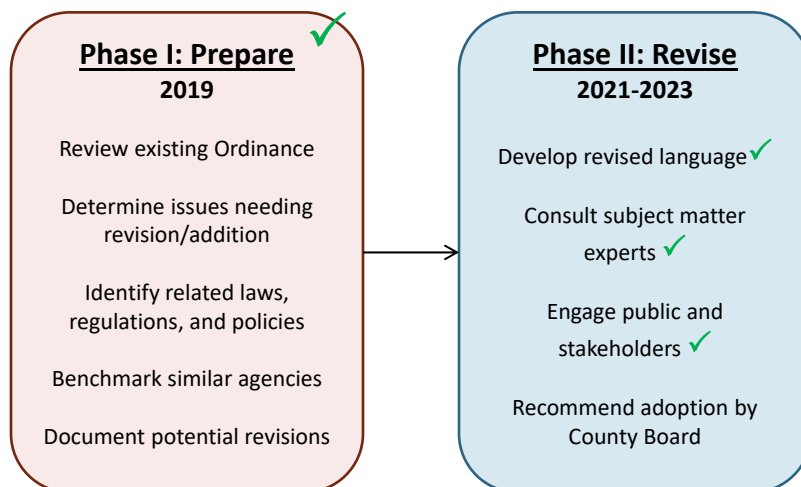 Phase I: Prepare
2019
Review existing Ordinance
Determine issues needing
revision/addition
Identify related laws,
regulations, and policies
Benchmark similar agencies
Document potential revisions
Phase II: Revise
2021-2023
Develop revised language
Consult subject matter
experts
Engage public and
stakeholders
Recommend adoption by
County Board